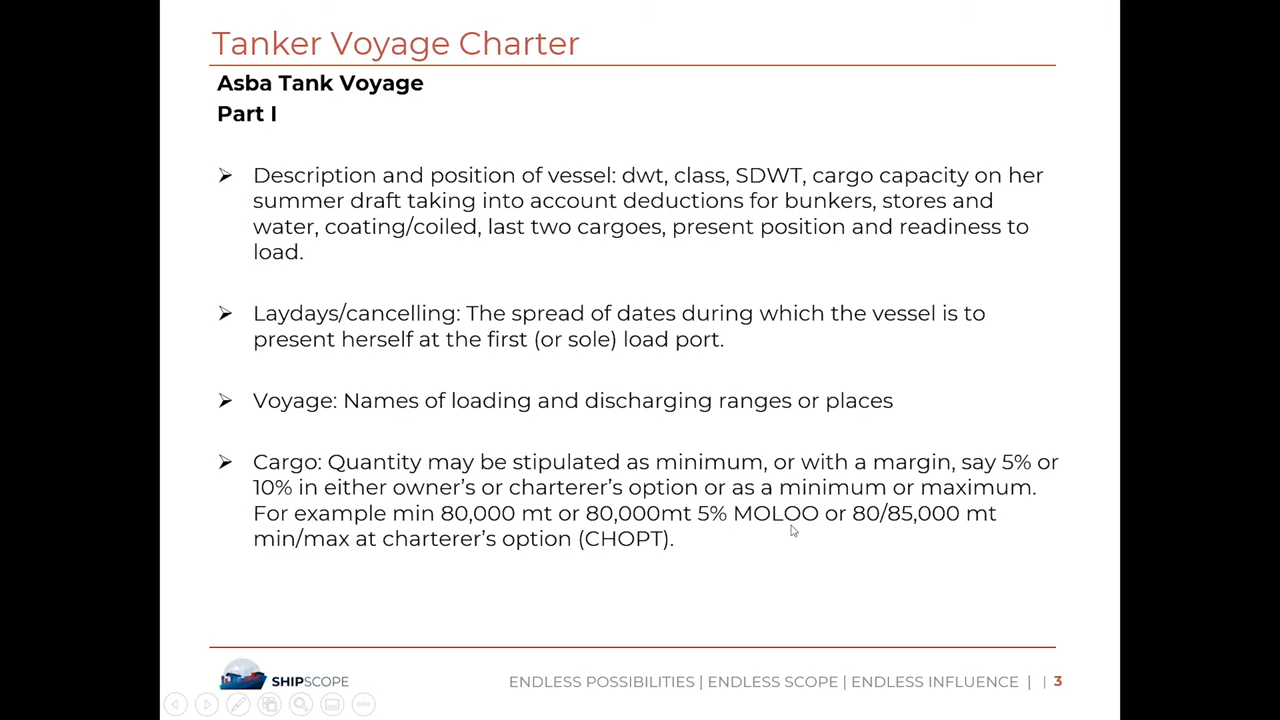 Tanker Voyage Charter
Asba Tank Voyage
Part I
Description and position of vessel: dwt, class, SDWT, cargo capacity on her
summer draft taking into account deductions for bunkers, stores and
water, coating/coiled, last two cargoes, present position and readiness to
load.
Laydays/cancelling: The spread of dates during which the vessel is to
present herself at the first (or sole) load port.
Voyage: Names of loading and discharging ranges or places
Cargo: Quantity may be stipulated as minimum, or with a margin, say 5% or
10% in either owner's or charterer's option or as a minimum or maximum.
For example min 80,000 mt or 80,000mt 5% MOLOO or 80/85,000 mt
min/max at charterer's option (CHOPT).
SHIPSCOPE
ENDLESS POSSIBILITIES | ENDLESS SCOPE | ENDLESS INFLUENCE | | 3